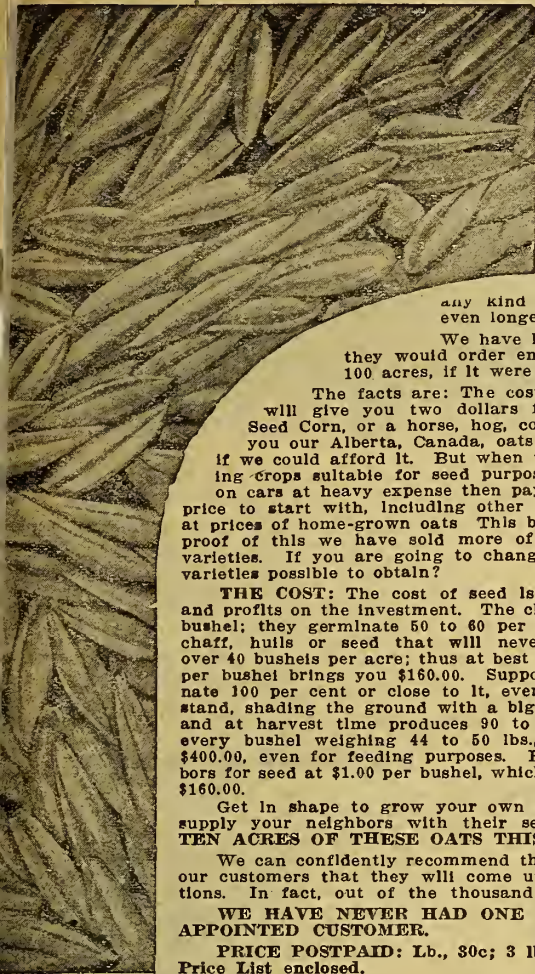 any kind
even longe
We have l
they would order en
100 acres, if it were
The facts are: The cos
will give you two dollars
Seed Corn, or a horse, hog, co
you our Alberta, Canada, oats
if we could afford it. But when
ing crops suitable for seed purpos
on cars at heavy expense then pa
price to start with, including other
at prices of home-grown oats This b
proof of this we have sold more of
varieties. If you are going to chang
varieties possible to obtain?
THE COST: The cost of seed is
and profits on the investment. The c
bushel; they germinate 50 to 60 per
chaff, hulls or seed that will neve
over 40 bushels per acre; thus at best
per bushel brings you $160.00. Suppo
nate 100 per cent or close to it, ever
stand, shading the ground with a big
and at harvest time produces 90 to
every bushel weighing 44 to 50 lbs.,
$400.00, even for feeding purposes.
bors for seed at $1.00 per bushel, which
$160.00.
Get in shape to grow your own
supply your neighbors with their se
TEN ACRES OF THESE OATS THIS
We can confidently recommend th
our customers that they will come u
tions. In fact, out of the thousand
WE HAVE NEVER HAD ONE
APPOINTED CUSTOMER.
PRICE POSTPAID: Lb., 30c; 3 l
Price List enclosed.